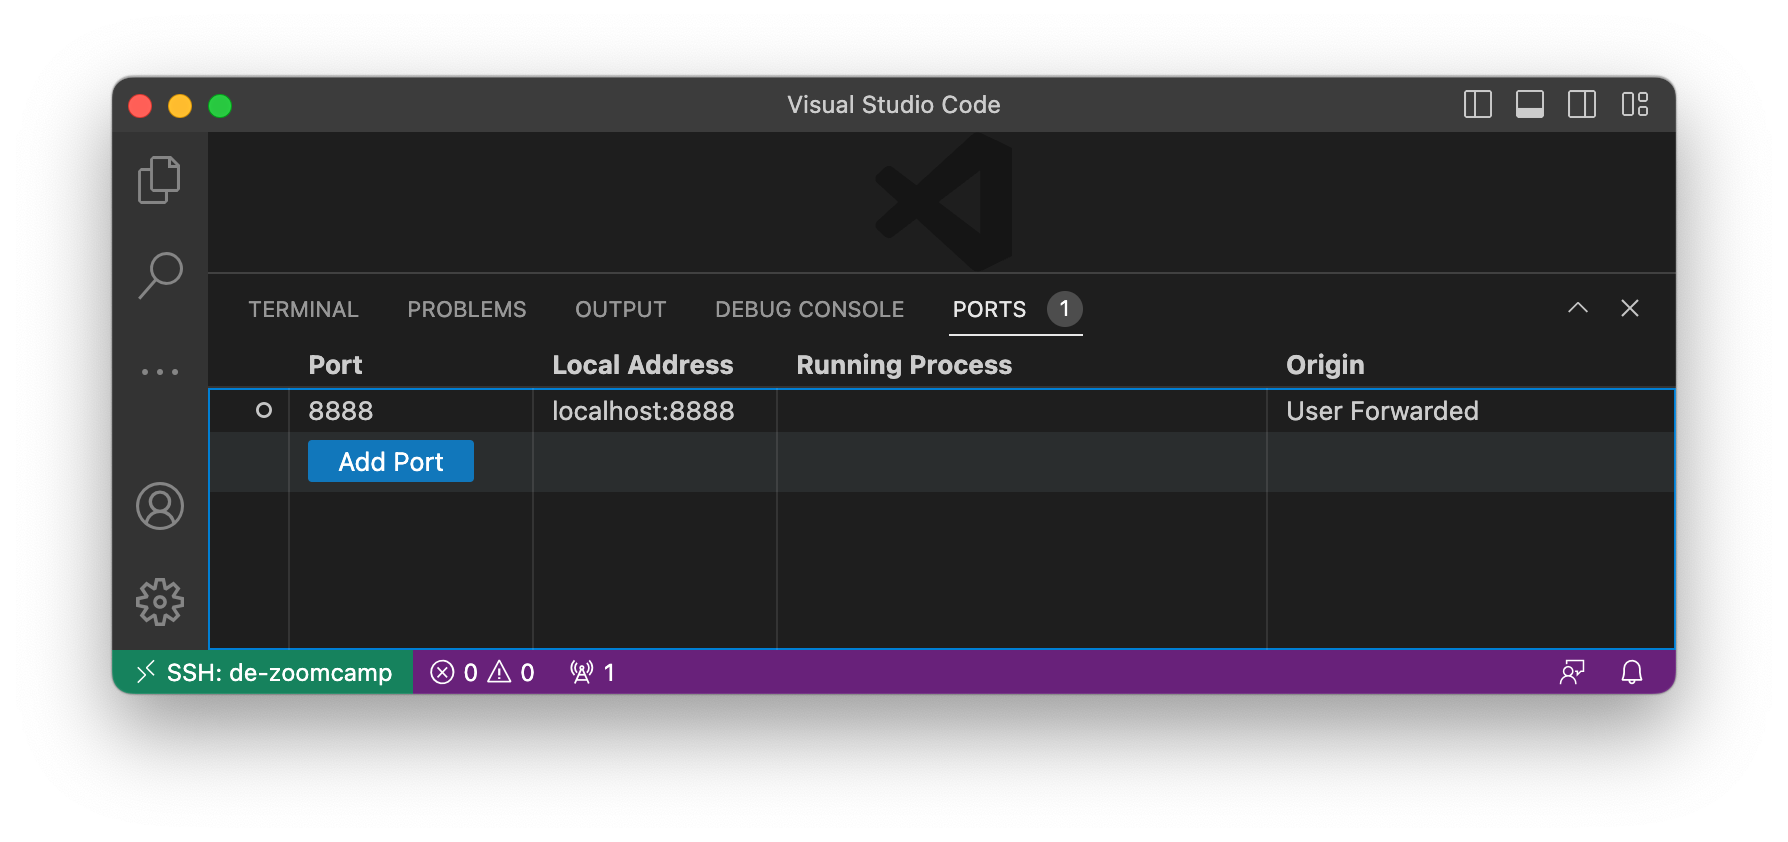 Visual Studio Code
TERMINAL PROBLEMS OUTPUT DEBUG CONSOLE PORTS 1
Port Local Address Running Process Origin
8888 localhost:8888 User Forwarded
Add Port
SSH: de-zoomcamp 0 0 1